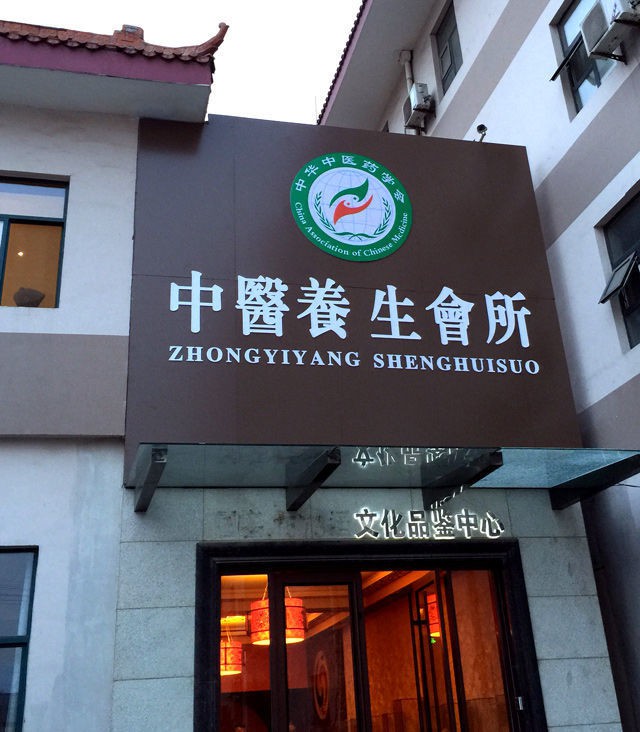 中华中医药学会
China Association of Chinese Medicine
中醫養生會所
ZHONGYIYANG SHENGHUISUO
文化品鉴中心